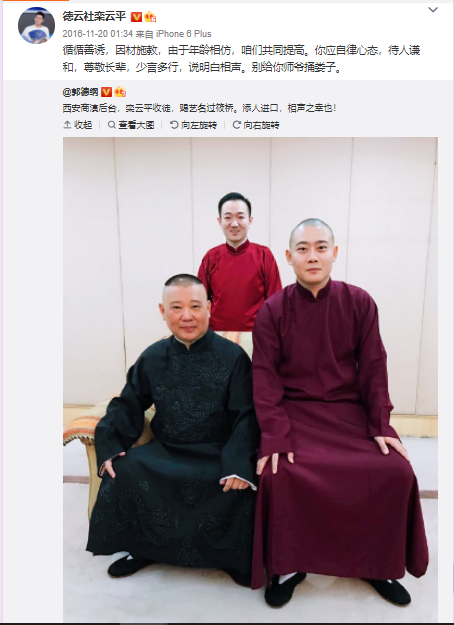 德云社栾云平
2016-11-20 01:34 来自 iPhone 6 Plus
循循善诱，因材施教，由于年龄相仿，咱们共同提高。你应自律心态，待人谦
和，尊敬长辈，少言多行，说明白相声。别给你师爷捅娄子。
@郭德纲
西安商演后台，栾云平收徒，赐艺名过筱桥。添人进口，相声之幸也！
收起 查看大图 向左旋转 向右旋转